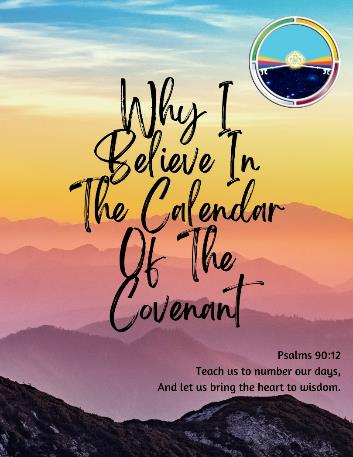 Why I
Believe In
The Calendar
Of The
Covenant
Psalms 90:12
Teach us to number our days,
And let us bring the heart to wisdom.